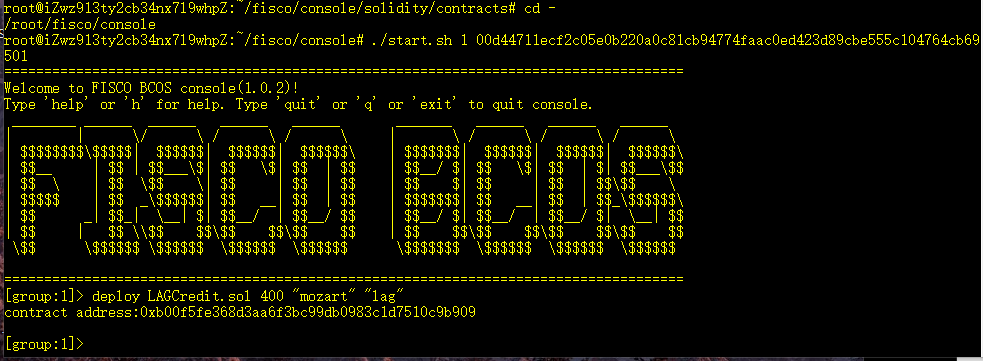 root@iZwz913ty2cb34nx719whpZ:~/fisco/console/solidity/contracts# cd -
/root/fisco/console
root@iZwz913ty2cb34nx719whpZ:~/fisco/console# ./start.sh 1 00d44711ecf2c05e0b220a0c81cb94774faac0ed423d89cbe555c104764cb69
501
=====================================================================================
Welcome to FISCO BCOS console(1.0.2)!
Type 'help' or 'h' for help. Type 'quit' or 'q' or 'exit' to quit console.
FISCO BCOS
=====================================================================================
[group:1]> deploy LAGCredit.sol 400 "mozart" "lag"
contract address:0xb00f5fe368d3aa6f3bc99db0983c1d7510c9b909
[group:1]>